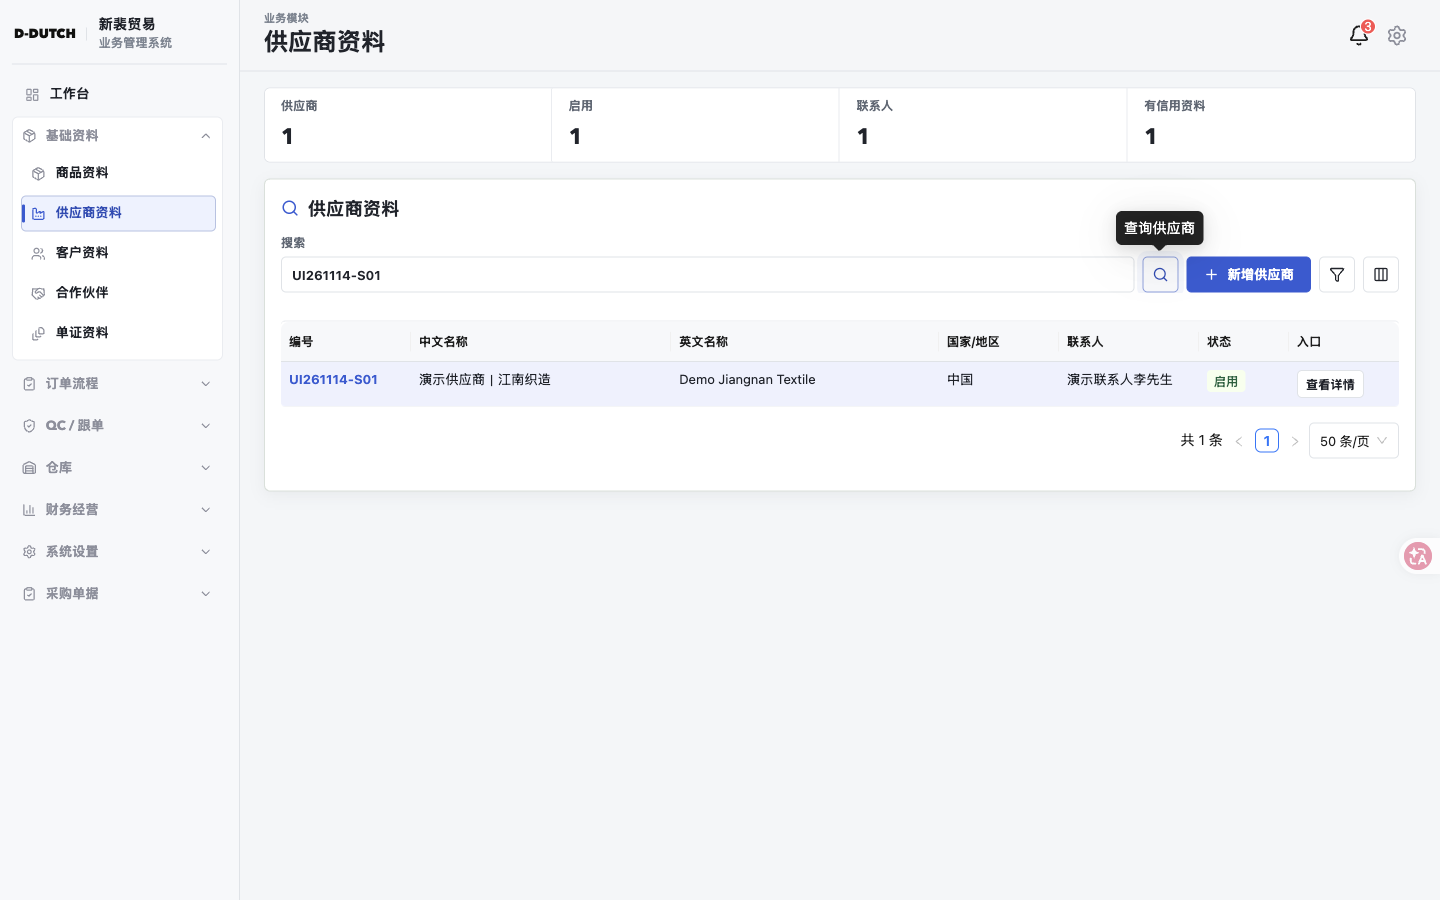 D-DUTCH
新裴贸易
业务管理系统
工作台
基础资料
商品资料
供应商资料
客户资料
合作伙伴
单证资料
订单流程
QC / 跟单
仓库
财务经营
系统设置
采购单据
业务模块
供应商资料
3
供应商
1
启用
1
联系人
1
有信用资料
1
供应商资料
搜索
查询供应商
UI261114-S01
新增供应商
编号 中文名称 英文名称 国家/地区 联系人 状态 入口
UI261114-S01 演示供应商 | 江南织造 Demo Jiangnan Textile 中国 演示联系人李先生 启用 查看详情
共 1 条 1 50 条/页